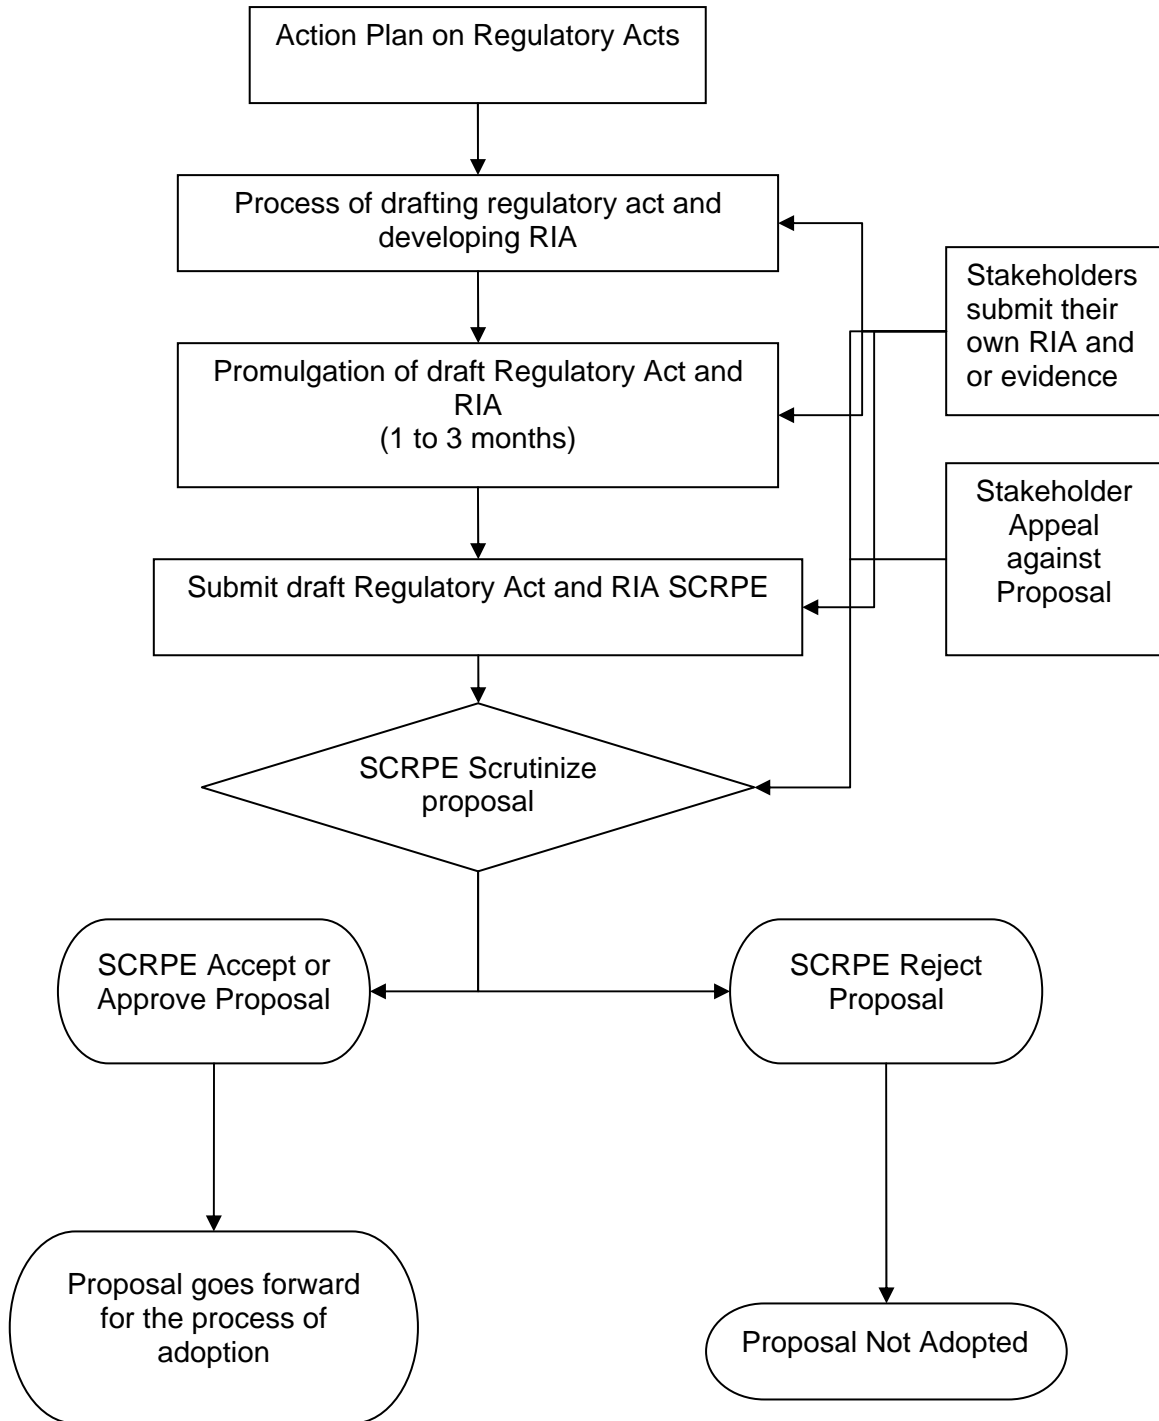 Action Plan on Regulatory Acts
Process of drafting regulatory act and
developing RIA
Stakeholders
submit their
own RIA and
or evidence
Promulgation of draft Regulatory Act and
RIA
(1 to 3 months)
Stakeholder
Appeal
against
Proposal
Submit draft Regulatory Act and RIA SCRPE
SCRPE Scrutinize
proposal
SCRPE Accept or
Approve Proposal
SCRPE Reject
Proposal
Proposal goes forward
for the process of
adoption
Proposal Not Adopted